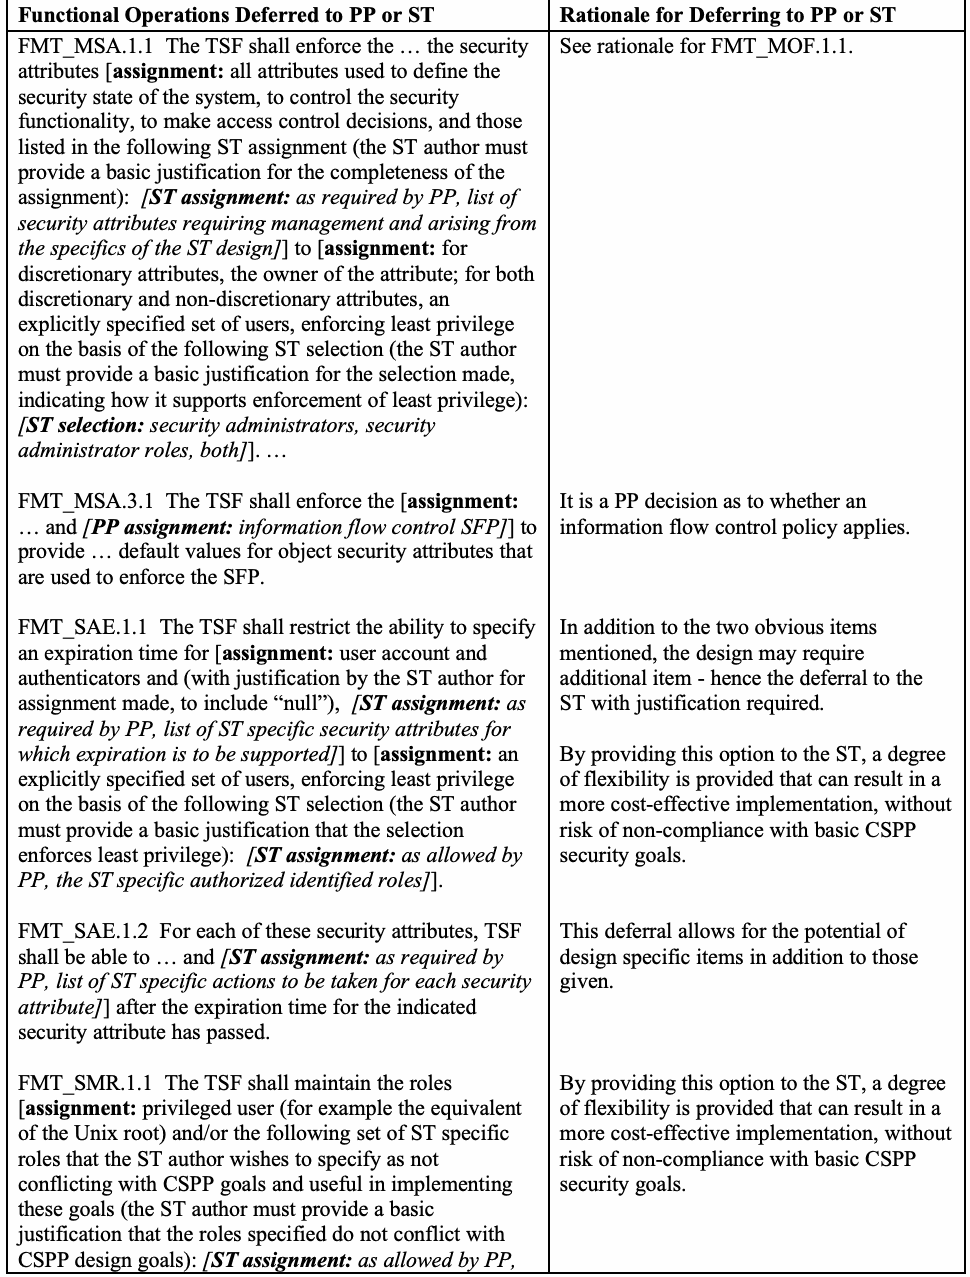 Functional Operations Deferred to PP or ST
Rationale for Deferring to PP or ST
FMT_MSA.1.1 The TSF shall enforce the … the security
attributes [assignment: all attributes used to define the
security state of the system, to control the security
functionality, to make access control decisions, and those
listed in the following ST assignment (the ST author must
provide a basic justification for the completeness of the
assignment): [ST assignment: as required by PP, list of
security attributes requiring management and arising from
the specifics of the ST design]] to [assignment: for
discretionary attributes, the owner of the attribute; for both
discretionary and non-discretionary attributes, an
explicitly specified set of users, enforcing least privilege
on the basis of the following ST selection (the ST author
must provide a basic justification for the selection made,
indicating how it supports enforcement of least privilege):
[ST selection: security administrators, security
administrator roles, both]]. …
See rationale for FMT_MOF.1.1.
FMT_MSA.3.1 The TSF shall enforce the [assignment:
… and [PP assignment: information flow control SFP]] to
provide … default values for object security attributes that
are used to enforce the SFP.
It is a PP decision as to whether an
information flow control policy applies.
FMT_SAE.1.1 The TSF shall restrict the ability to specify
an expiration time for [assignment: user account and
authenticators and (with justification by the ST author for
assignment made, to include “null”), [ST assignment: as
required by PP, list of ST specific security attributes for
which expiration is to be supported]] to [assignment: an
explicitly specified set of users, enforcing least privilege
on the basis of the following ST selection (the ST author
must provide a basic justification that the selection
enforces least privilege): [ST assignment: as allowed by
PP, the ST specific authorized identified roles]].
In addition to the two obvious items
mentioned, the design may require
additional item - hence the deferral to the
ST with justification required.
By providing this option to the ST, a degree
of flexibility is provided that can result in a
more cost-effective implementation, without
risk of non-compliance with basic CSPP
security goals.
FMT_SAE.1.2 For each of these security attributes, TSF
shall be able to … and [ST assignment: as required by
PP, list of ST specific actions to be taken for each security
attribute]] after the expiration time for the indicated
security attribute has passed.
This deferral allows for the potential of
design specific items in addition to those
given.
FMT_SMR.1.1 The TSF shall maintain the roles
[assignment: privileged user (for example the equivalent
of the Unix root) and/or the following set of ST specific
roles that the ST author wishes to specify as not
conflicting with CSPP goals and useful in implementing
these goals (the ST author must provide a basic
justification that the roles specified do not conflict with
CSPP design goals): [ST assignment: as allowed by PP,
By providing this option to the ST, a degree
of flexibility is provided that can result in a
more cost-effective implementation, without
risk of non-compliance with basic CSPP
security goals.